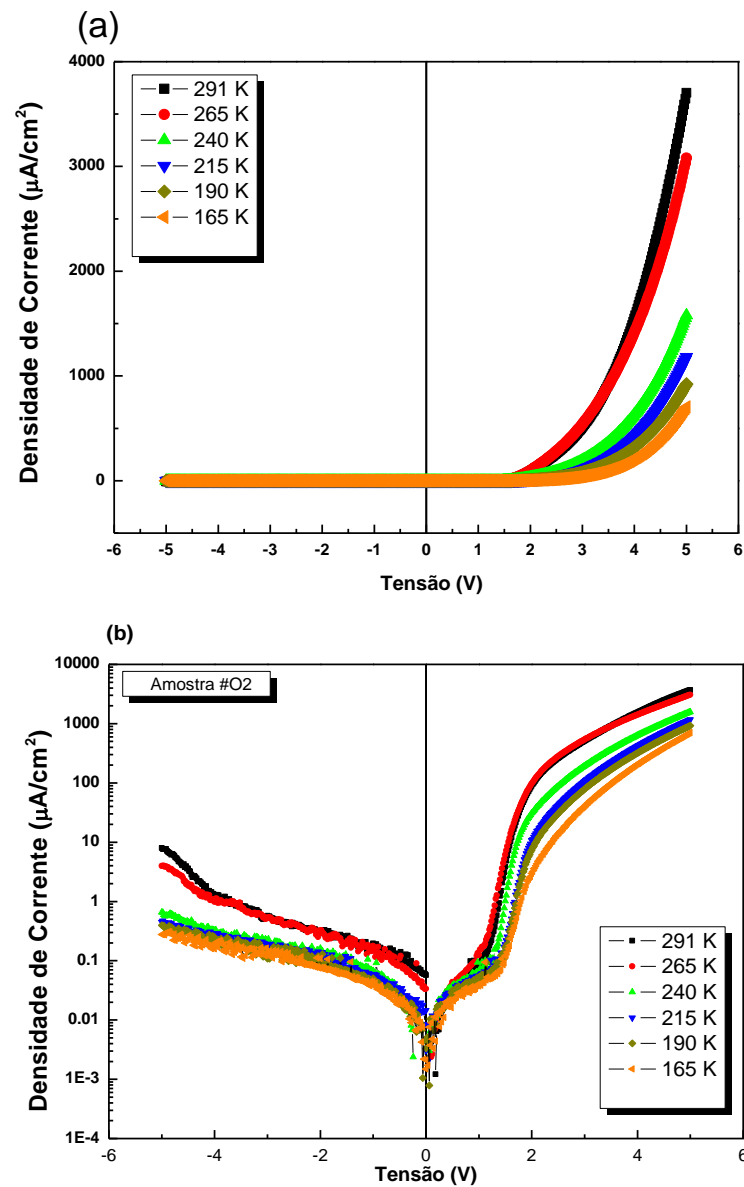 (a)
4000
3000
2000
1000
0
Densidade de Corrente (µA/cm²)
291 K
265 K
240 K
215 K
190 K
165 K
-6 -5 -4 -3 -2 -1 0 1 2 3 4 5 6
Tensão (V)
(b)
10000
1000
100
10
1
0.1
0.01
1E-3
1E-4
Densidade de Corrente (µA/cm²)
Amostra #O2
291 K
265 K
240 K
215 K
190 K
165 K
-6 -4 -2 0 2 4 6
Tensão (V)